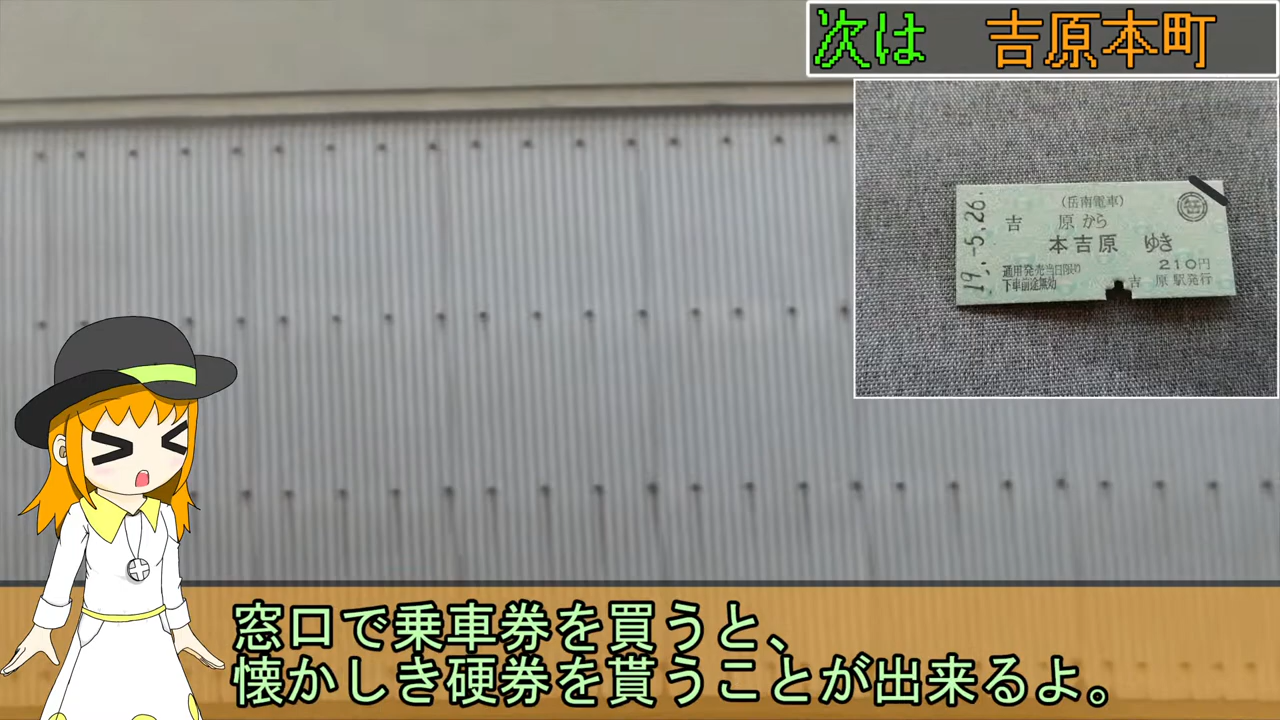 次は 吉原本町
19.-5.26.
(岳南電車)
吉 原から
本吉原 ゆき
通用発売当日限り
下車前途無効
210円
吉 原駅発行
窓口で乗車券を買うと、
懐かしき硬券を貰うことが出来るよ。